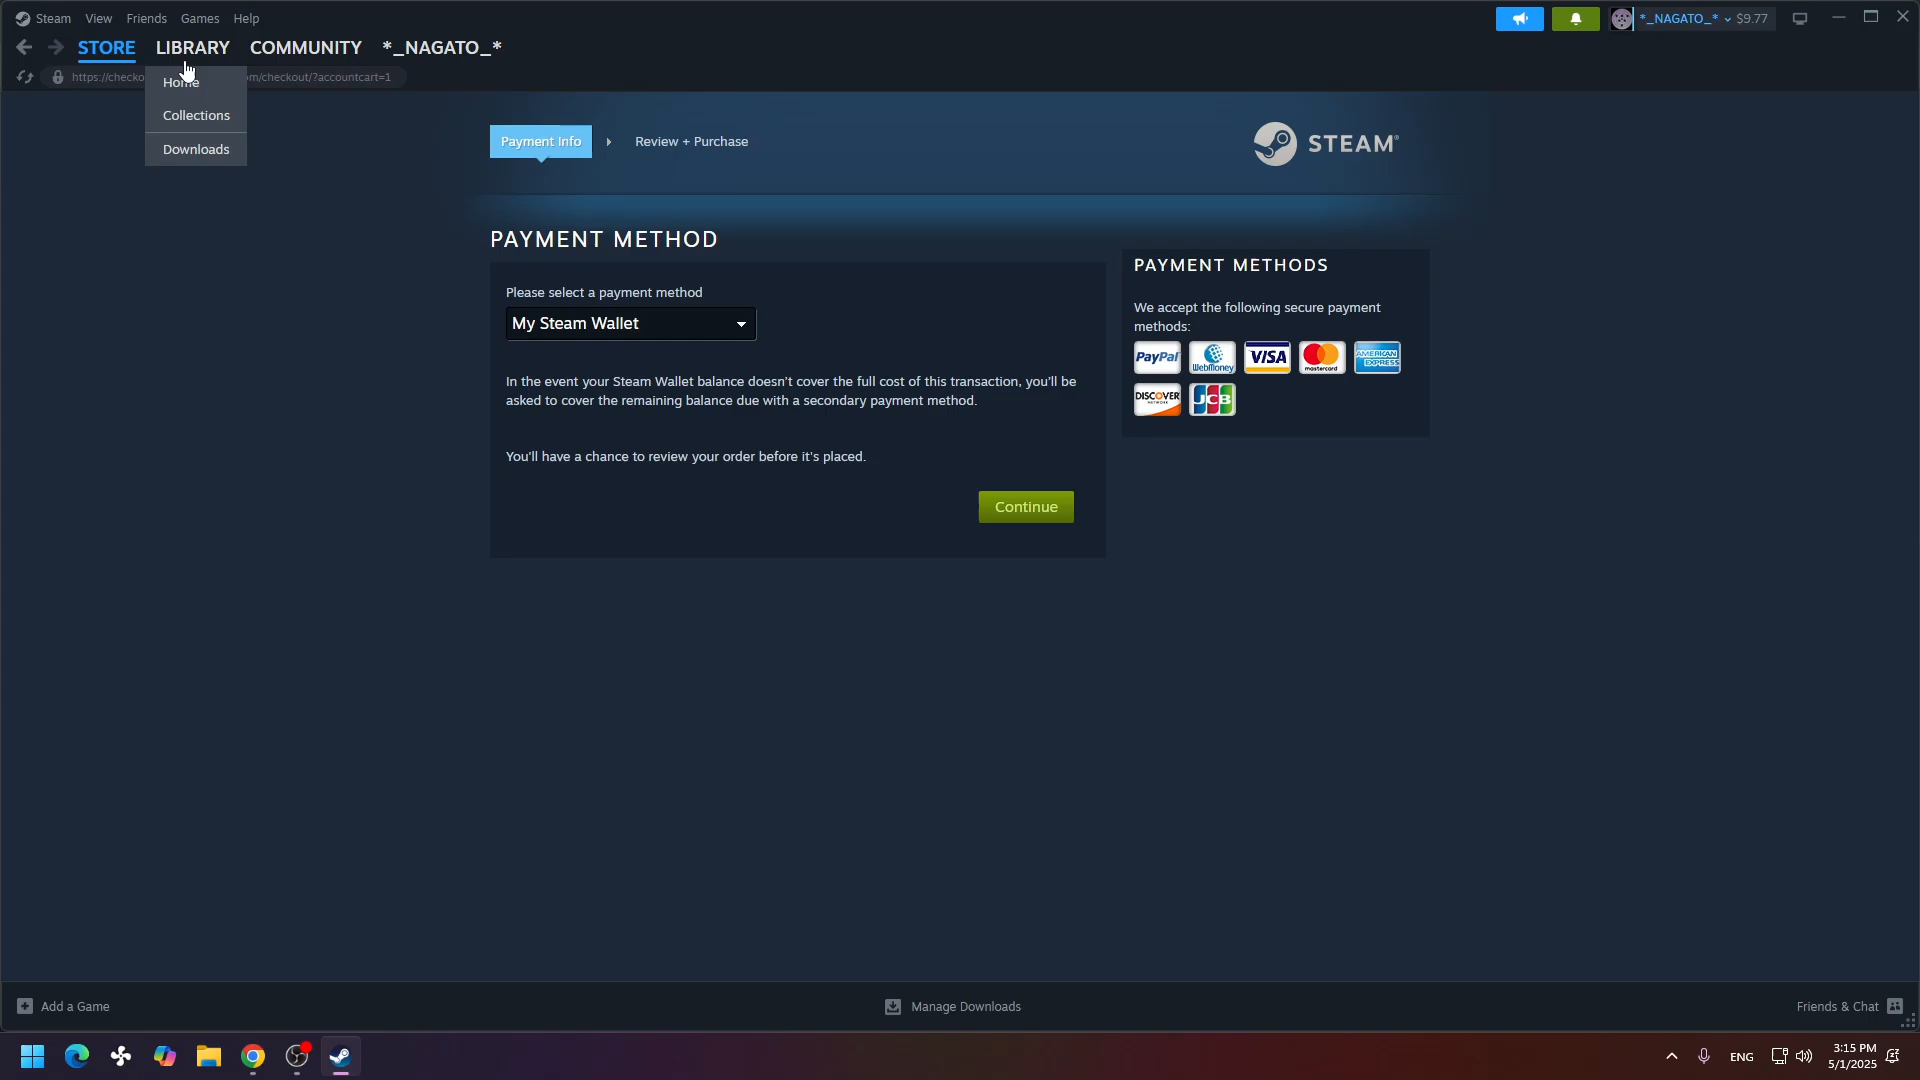 Steam View Friends Games Help
*_NAGATO_* $9.77
STORE LIBRARY COMMUNITY *_NAGATO_*
https://checko m/checkout/?accountcart=1
Home
Collections
Downloads
Payment Info Review + Purchase
STEAM®
PAYMENT METHOD
Please select a payment method
My Steam Wallet
In the event your Steam Wallet balance doesn't cover the full cost of this transaction, you'll be
asked to cover the remaining balance due with a secondary payment method.
You'll have a chance to review your order before it's placed.
Continue
PAYMENT METHODS
We accept the following secure payment
methods:
PayPal WebMoney VISA mastercard AMERICAN EXPRESS
DISCOVER NETWORK JCB
Add a Game Manage Downloads Friends & Chat
ENG 3:15 PM
5/1/2025